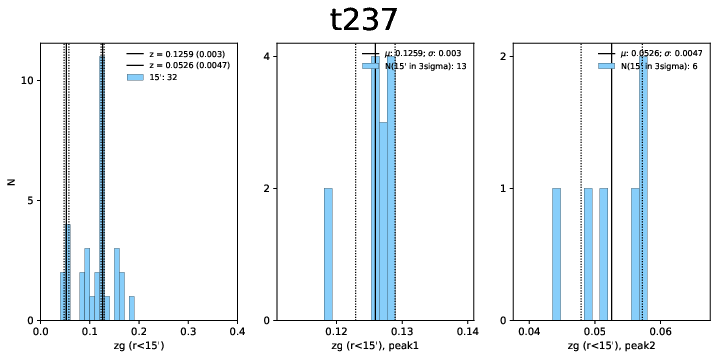 t237
z = 0.1259 (0.003)
z = 0.0526 (0.0047)
15': 32
N
10
5
0
0.0 0.1 0.2 0.3 0.4
zg (r<15')
μ: 0.1259; σ: 0.003
N(15' in 3sigma): 13
4
2
0
0.12 0.13 0.14
zg (r<15'), peak1
μ: 0.0526; σ: 0.0047
N(15' in 3sigma): 6
2
1
0
0.04 0.05 0.06
zg (r<15'), peak2